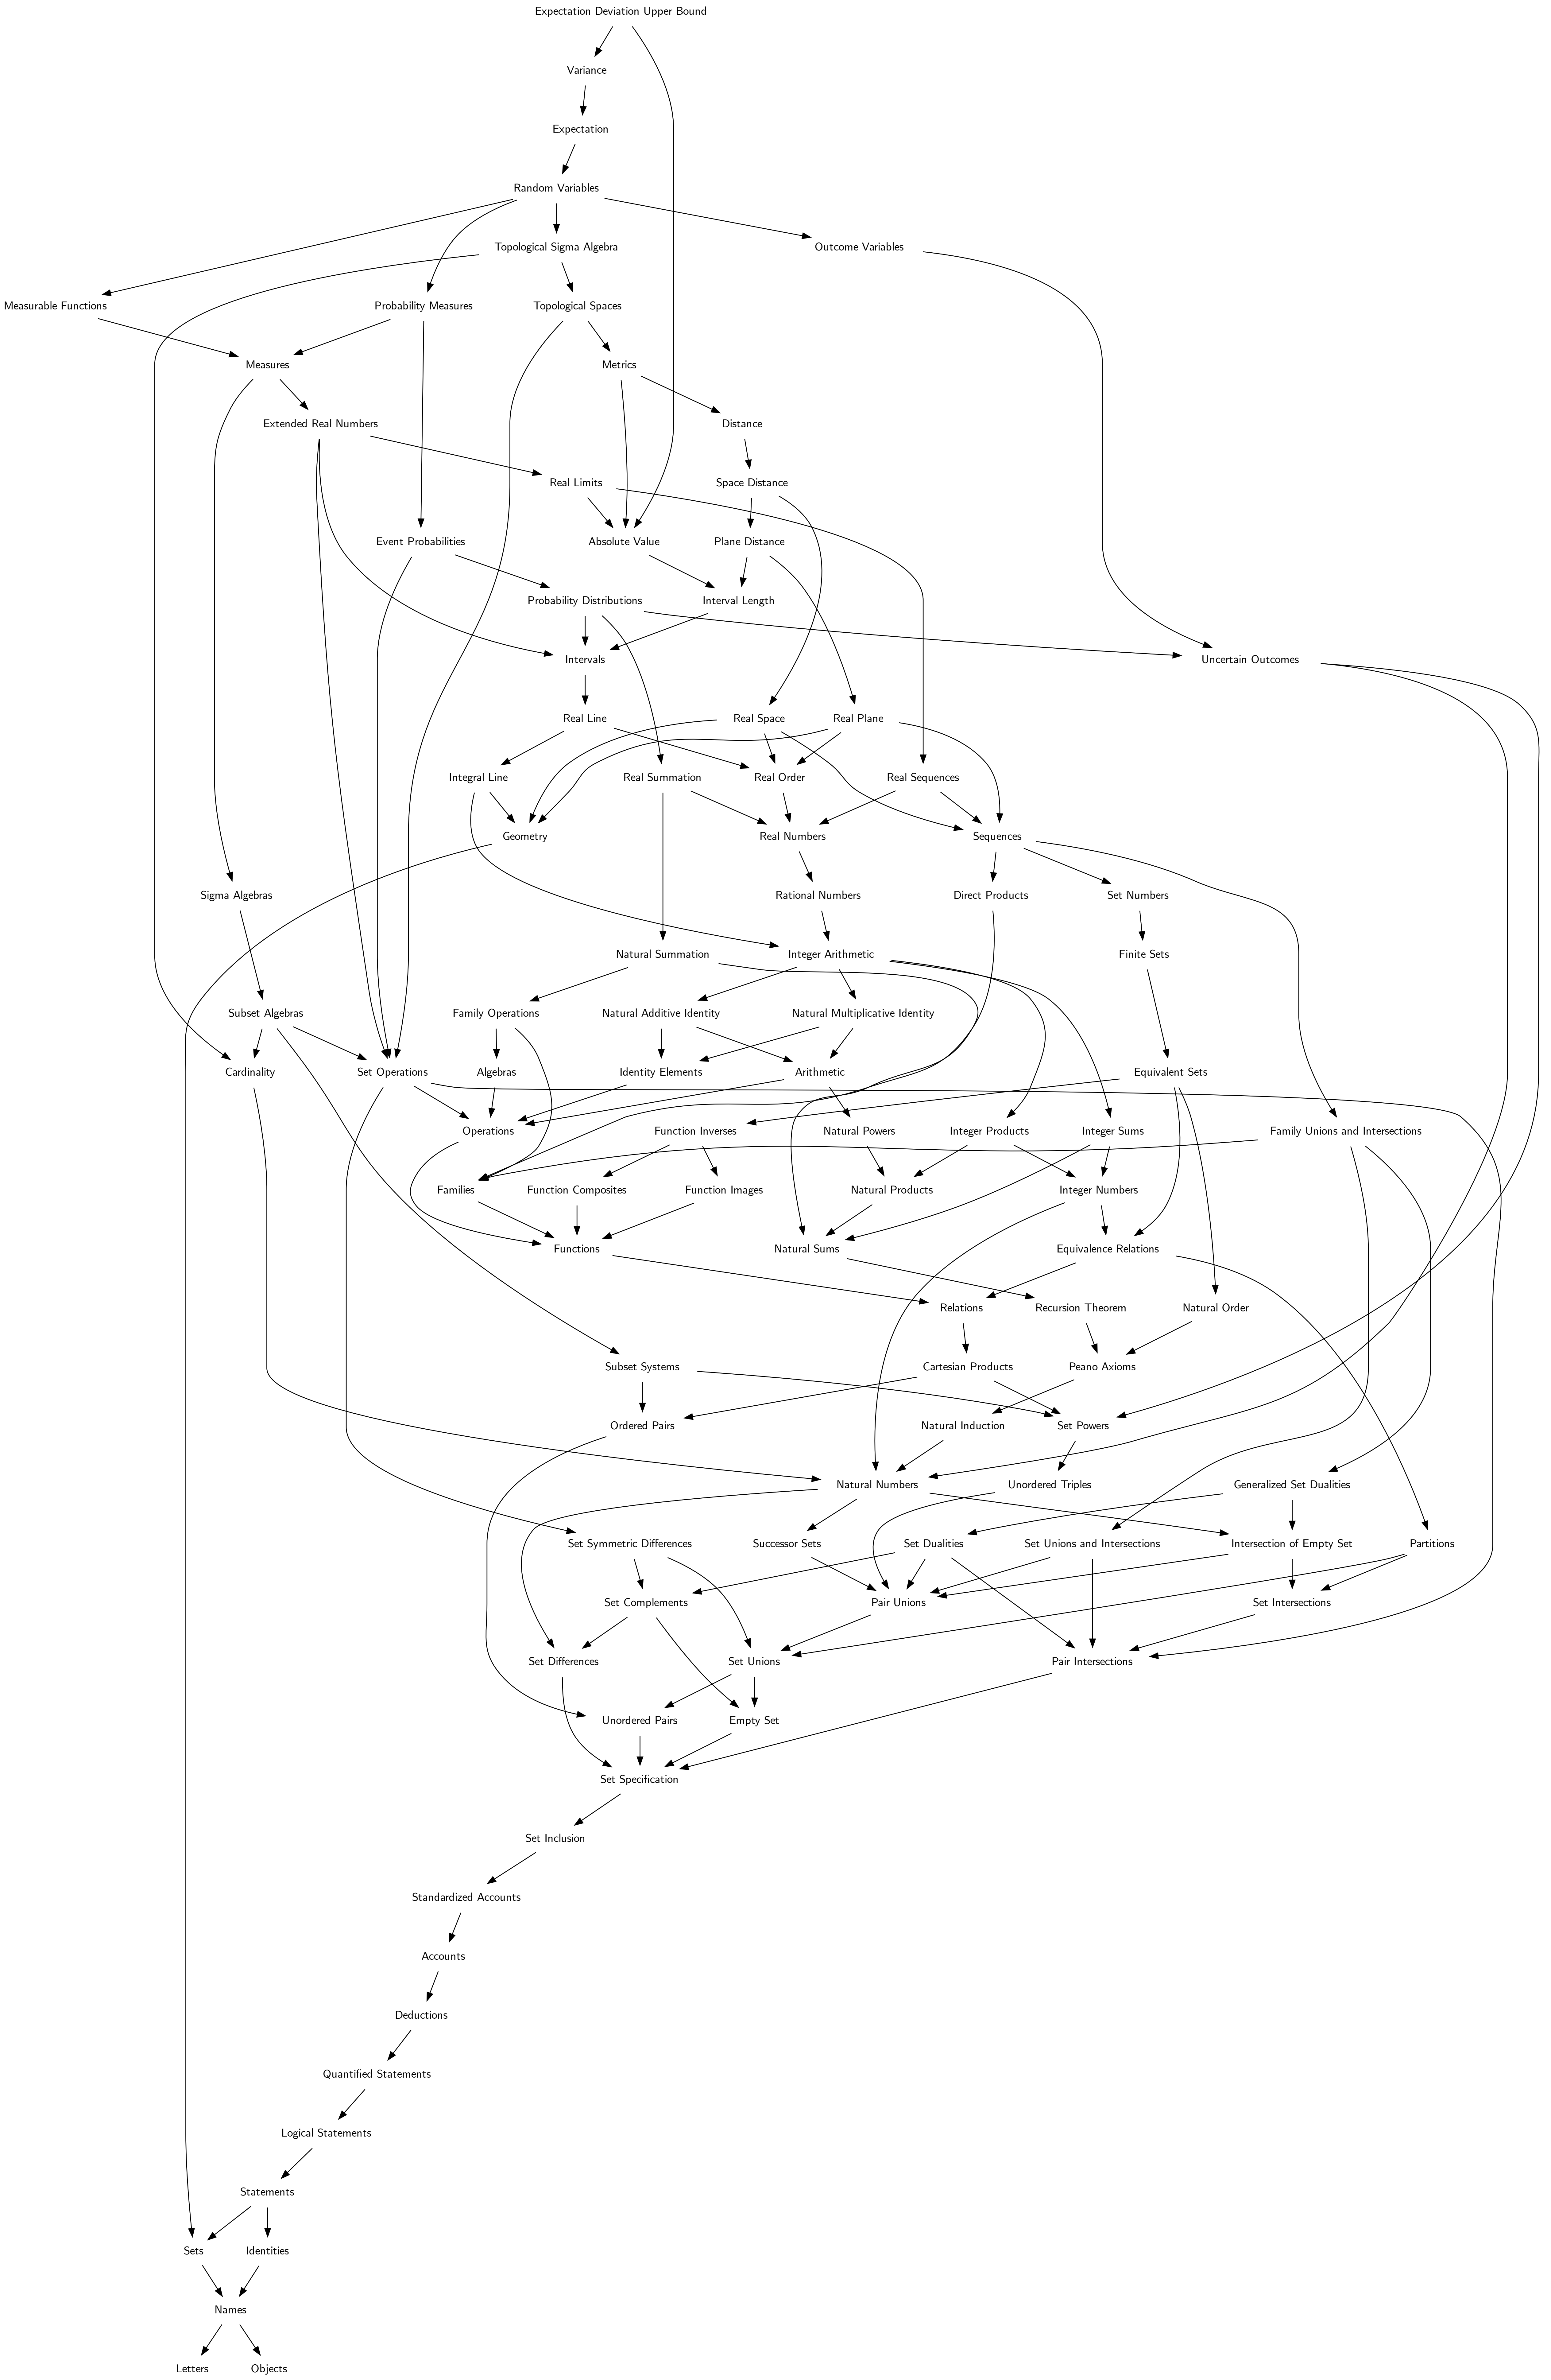 Expectation Deviation Upper Bound
Variance
Expectation
Random Variables
Topological Sigma Algebra
Outcome Variables
Measurable Functions
Probability Measures
Topological Spaces
Measures
Metrics
Extended Real Numbers
Distance
Real Limits
Space Distance
Event Probabilities
Absolute Value
Plane Distance
Probability Distributions
Interval Length
Intervals
Uncertain Outcomes
Real Line
Real Space
Real Plane
Integral Line
Real Summation
Real Order
Real Sequences
Geometry
Real Numbers
Sequences
Sigma Algebras
Rational Numbers
Direct Products
Set Numbers
Natural Summation
Integer Arithmetic
Finite Sets
Subset Algebras
Family Operations
Natural Additive Identity
Natural Multiplicative Identity
Cardinality
Set Operations
Algebras
Identity Elements
Arithmetic
Equivalent Sets
Operations
Function Inverses
Natural Powers
Integer Products
Integer Sums
Family Unions and Intersections
Families
Function Composites
Function Images
Natural Products
Integer Numbers
Functions
Natural Sums
Equivalence Relations
Relations
Recursion Theorem
Natural Order
Subset Systems
Cartesian Products
Peano Axioms
Ordered Pairs
Natural Induction
Set Powers
Natural Numbers
Unordered Triples
Generalized Set Dualities
Set Symmetric Differences
Successor Sets
Set Dualities
Set Unions and Intersections
Intersection of Empty Set
Partitions
Set Complements
Pair Unions
Set Intersections
Set Differences
Set Unions
Pair Intersections
Unordered Pairs
Empty Set
Set Specification
Set Inclusion
Standardized Accounts
Accounts
Deductions
Quantified Statements
Logical Statements
Statements
Sets
Identities
Names
Letters
Objects